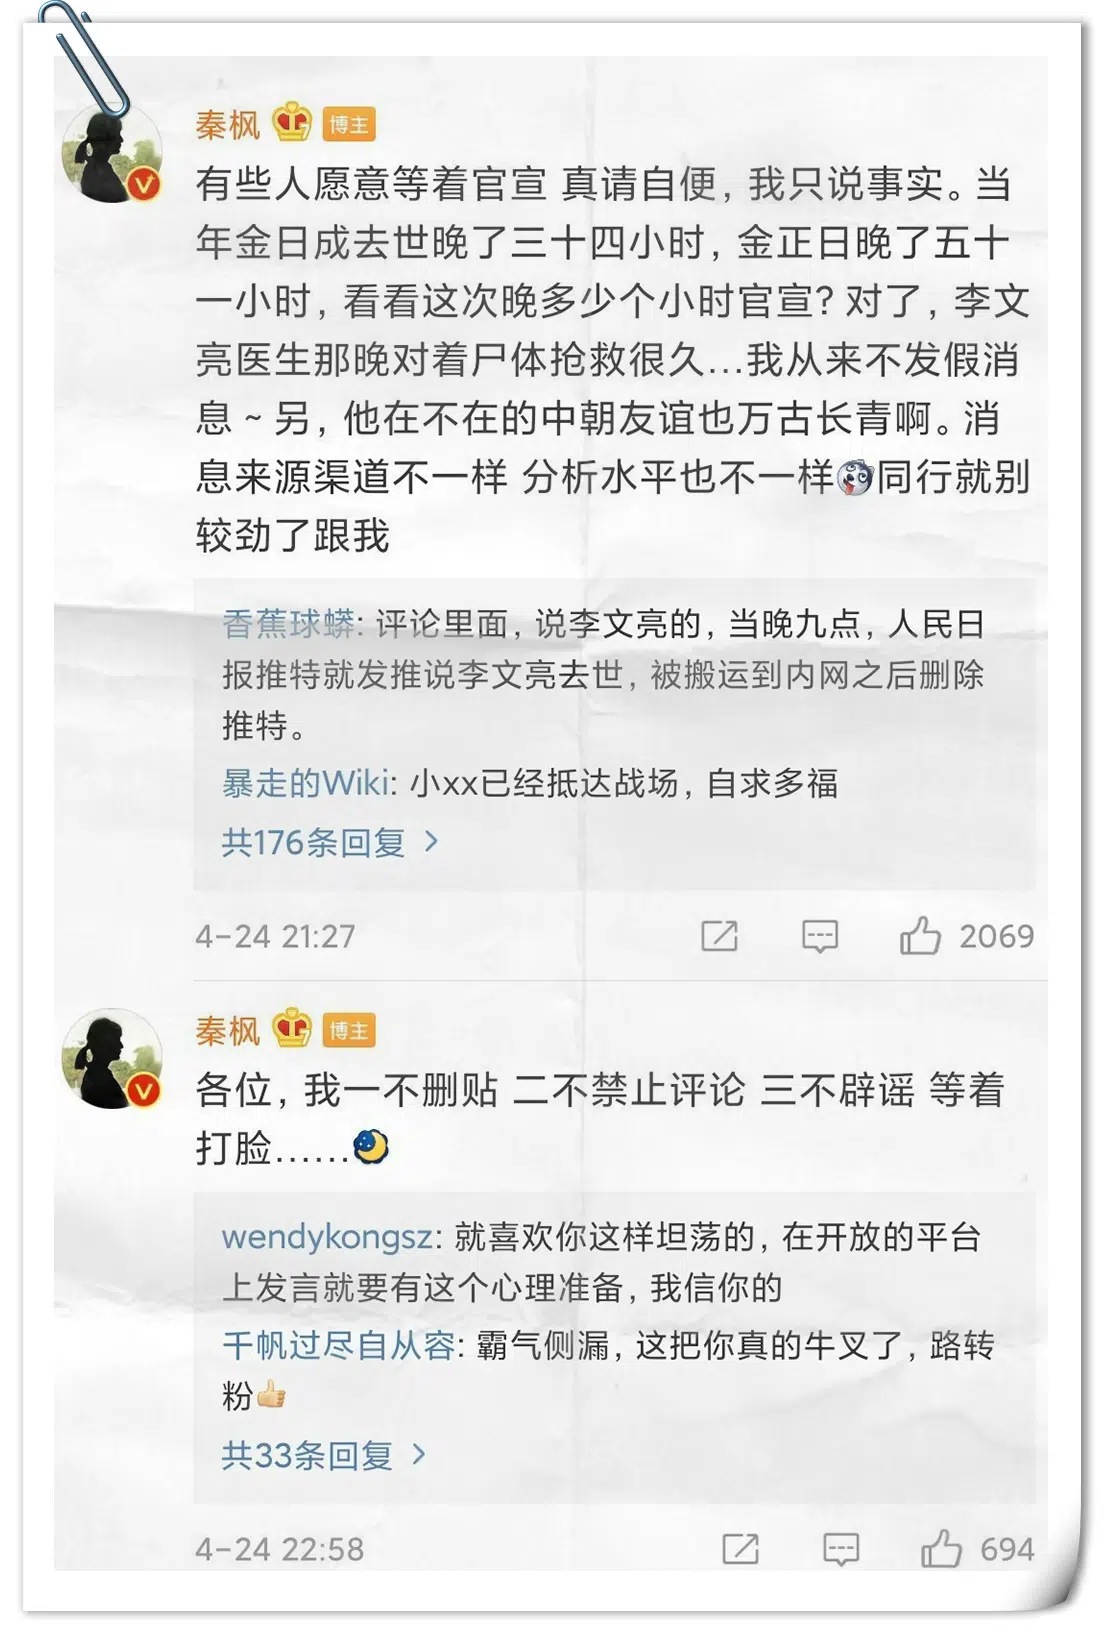 秦枫 博主
有些人愿意等着官宣 真请自便，我只说事实。当
年金日成去世晚了三十四小时，金正日晚了五十
一小时，看看这次晚多少个小时官宣？对了，李文
亮医生那晚对着尸体抢救很久...我从来不发假消
息～另，他在不在的中朝友谊也万古长青啊。消
息来源渠道不一样 分析水平也不一样同行就别
较劲了跟我
香蕉球蟒：评论里面，说李文亮的，当晚九点，人民日
报推特就发推说李文亮去世，被搬运到内网之后删除
推特。
暴走的Wiki：小xx已经抵达战场，自求多福
共176条回复 >
4-24 21:27 2069
秦枫 博主
各位，我一不删贴 二不禁止评论 三不辟谣 等着
打脸......
wendykongsz：就喜欢你这样坦荡的，在开放的平台
上发言就要有这个心理准备，我信你的
千帆过尽自从容：霸气侧漏，这把你真的牛叉了，路转
粉👍
共33条回复 >
4-24 22:58 694